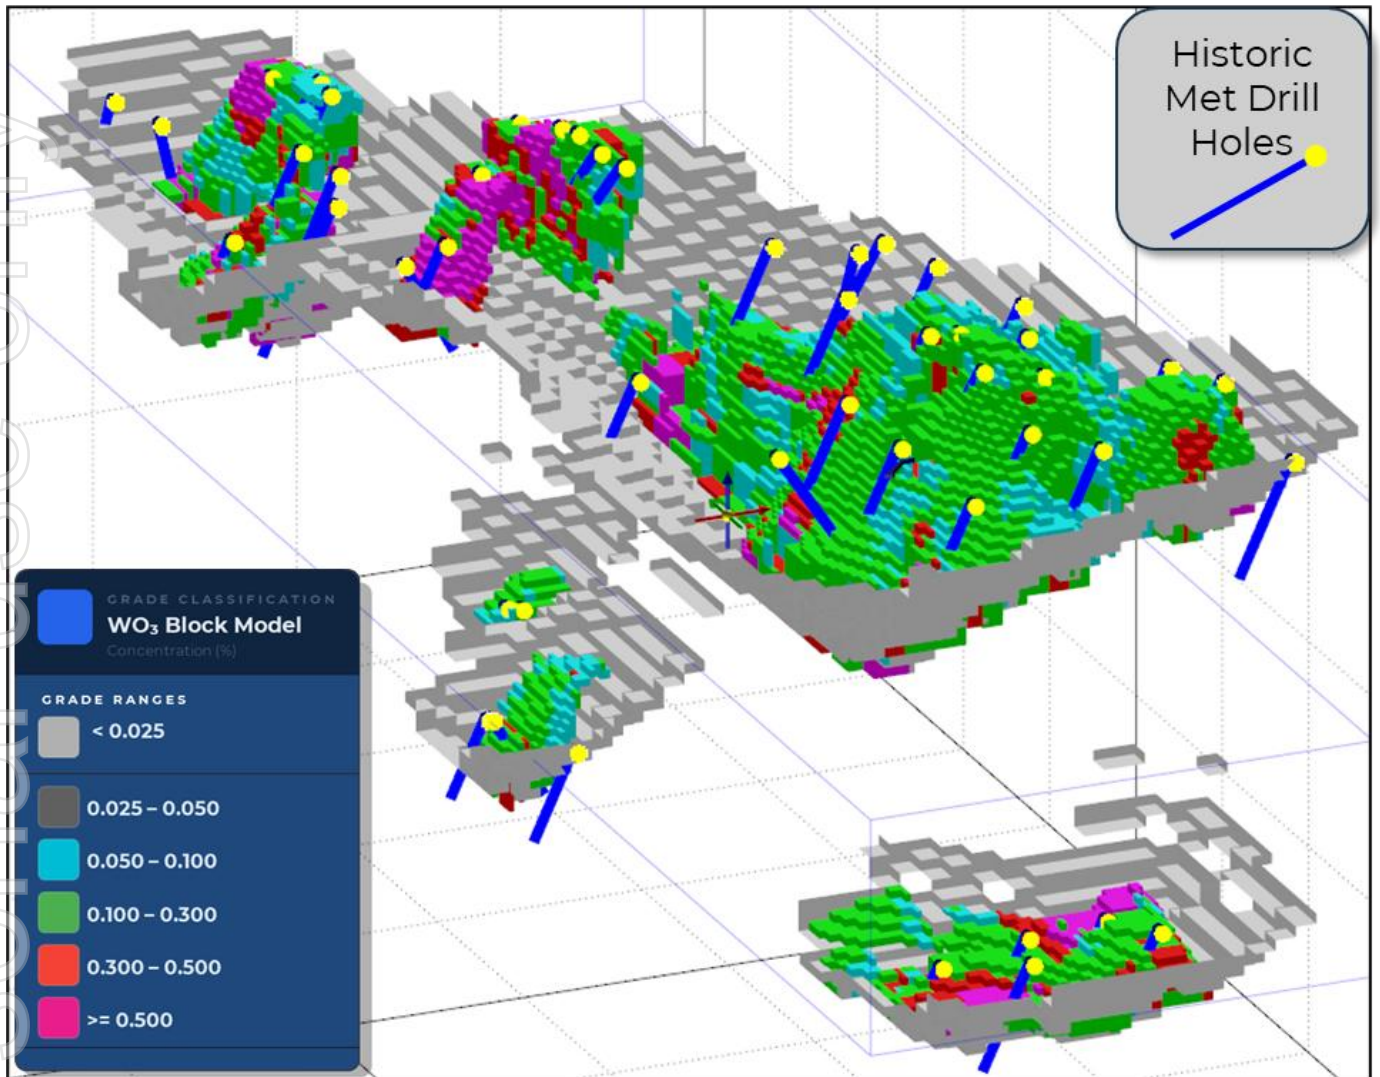 Historic
Met Drill
Holes
GRADE CLASSIFICATION
WO₃ Block Model
Concentration (%)
GRADE RANGES
< 0.025
0.025 – 0.050
0.050 – 0.100
0.100 – 0.300
0.300 – 0.500
>= 0.500